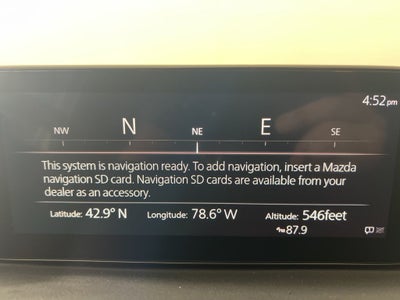 4:52pm
NW N NE E SE
This system is navigation ready. To add navigation, insert a Mazda
navigation SD card. Navigation SD cards are available from your
dealer as an accessory.
Latitude: 42.9° N Longitude: 78.6° W Altitude: 546feet
87.9